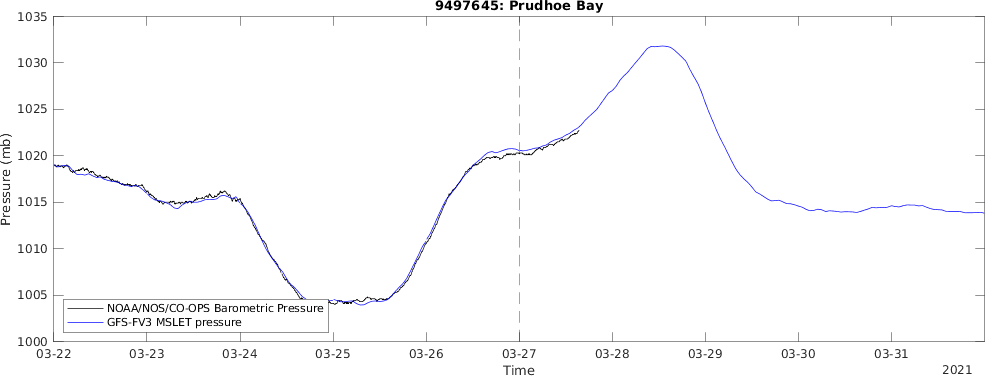 9497645: Prudhoe Bay
Pressure (mb)
1035
1030
1025
1020
1015
1010
1005
1000
NOAA/NOS/CO-OPS Barometric Pressure
GFS-FV3 MSLET pressure
03-22 03-23 03-24 03-25 03-26 03-27 03-28 03-29 03-30 03-31
Time
2021